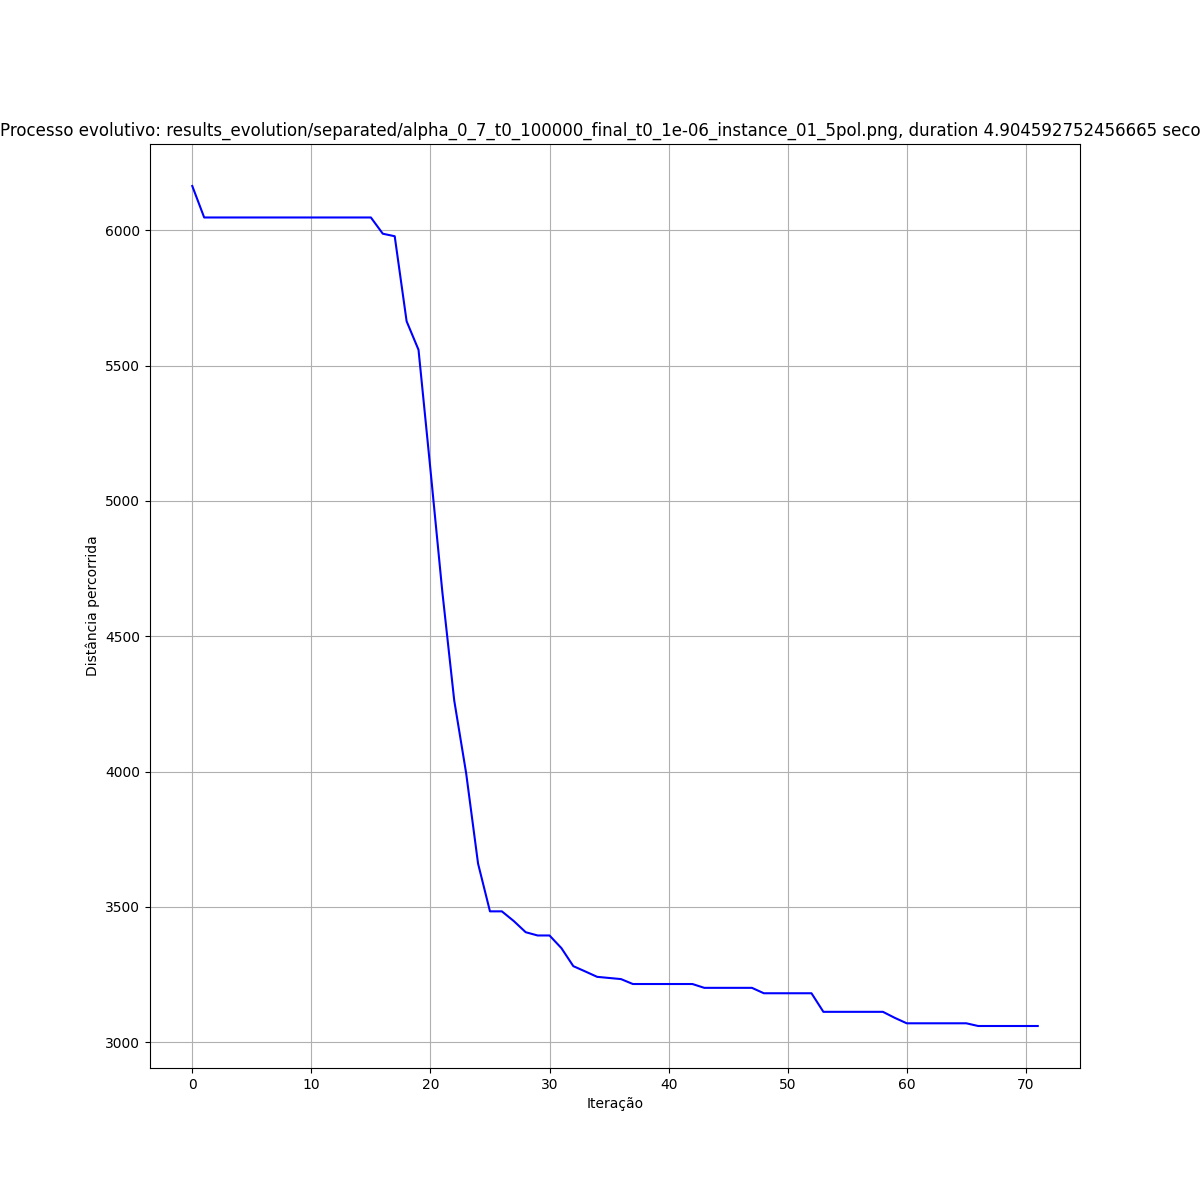 Processo evolutivo: results_evolution/separated/alpha_0_7_t0_100000_final_t0_1e-06_instance_01_5pol.png, duration 4.904592752456665 seco
6000
5500
5000
4500
4000
3500
3000
Distância percorrida
0 10 20 30 40 50 60 70
Iteração